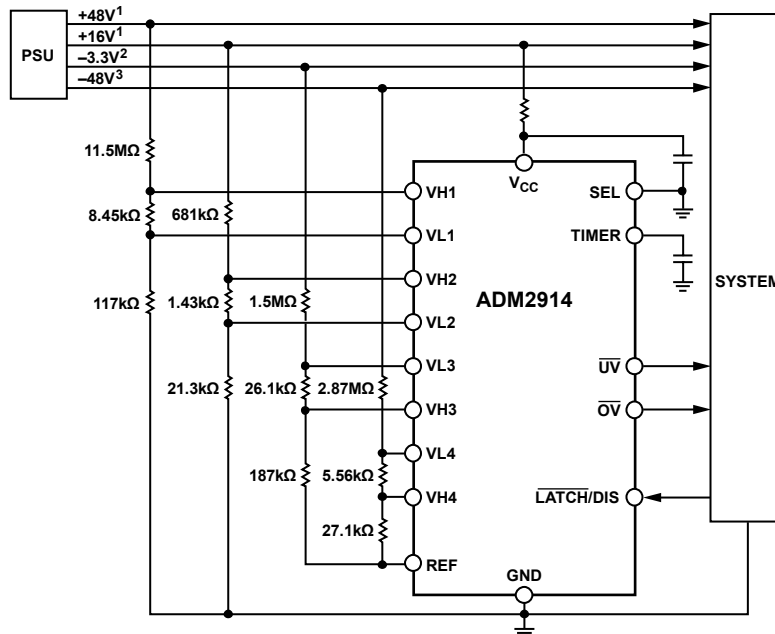 +48V1
+16V1
–3.3V2
–48V3
PSU
11.5MΩ
8.45kΩ
117kΩ
681kΩ
1.43kΩ
21.3kΩ
1.5MΩ
26.1kΩ
187kΩ
2.87MΩ
5.56kΩ
27.1kΩ
VCC
VH1
VL1
VH2
VL2
VL3
VH3
VL4
VH4
REF
ADM2914
SEL
TIMER
UV
OV
LATCH/DIS
GND
SYSTEM